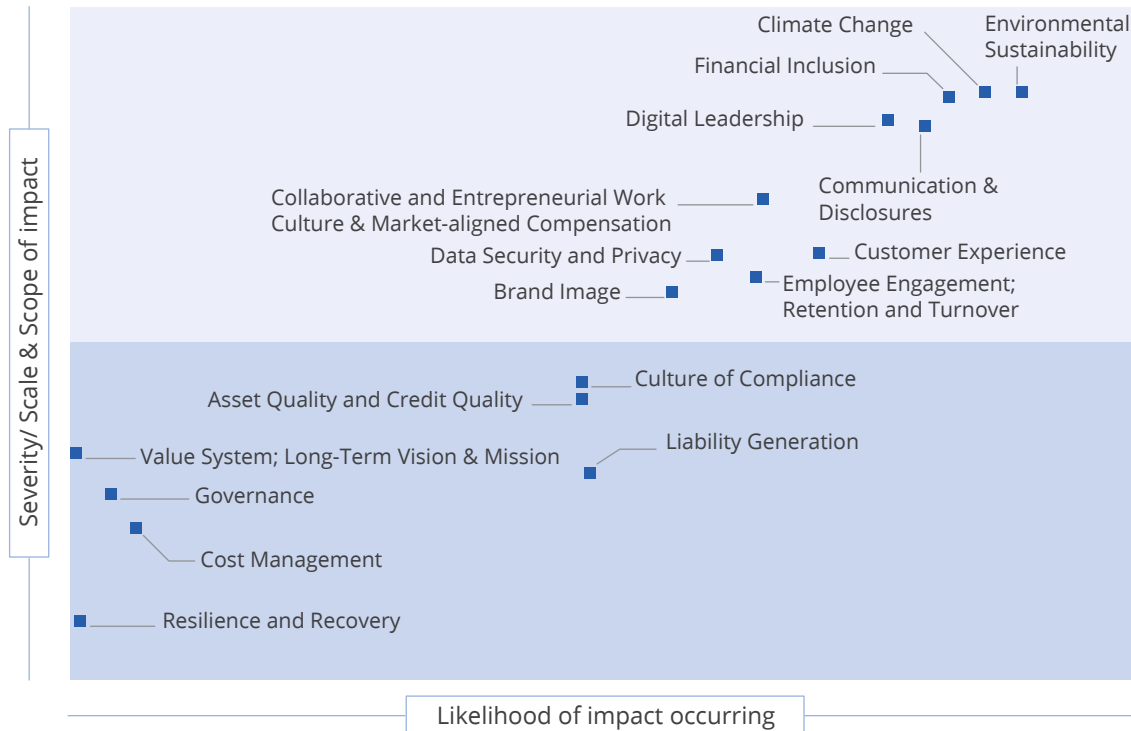 Climate Change
Environmental
Sustainability
Financial Inclusion
Digital Leadership
Communication &
Disclosures
Collaborative and Entrepreneurial Work
Culture & Market-aligned Compensation
Data Security and Privacy
Customer Experience
Brand Image
Employee Engagement;
Retention and Turnover
Severity/ Scale & Scope of impact
Culture of Compliance
Asset Quality and Credit Quality
Liability Generation
Value System; Long-Term Vision & Mission
Governance
Cost Management
Resilience and Recovery
Likelihood of impact occurring